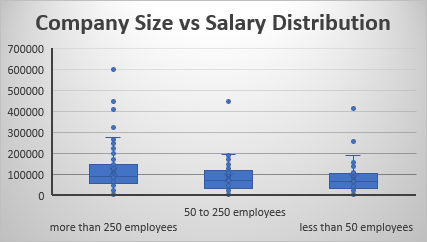 Company Size vs Salary Distribution
700000
600000
500000
400000
300000
200000
100000
0
more than 250 employees
50 to 250 employees
less than 50 employees